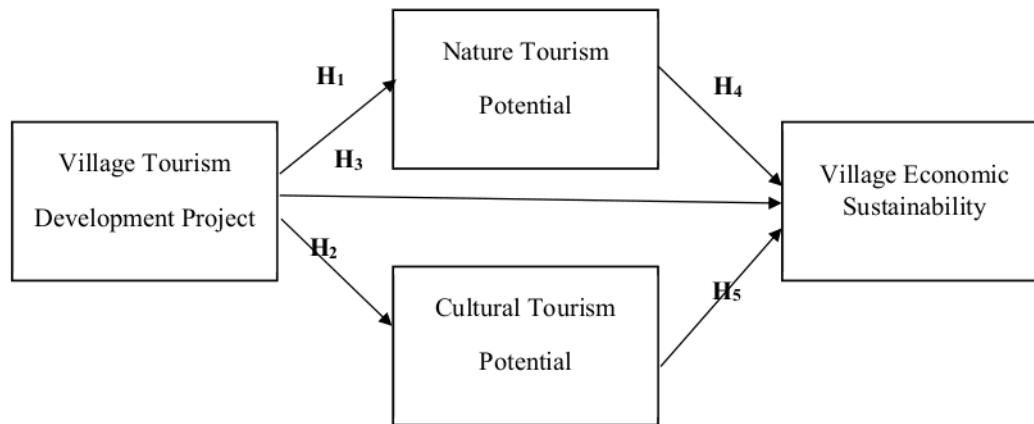 Nature Tourism
Potential
H₁
H₄
H₃
Village Tourism
Development Project
Village Economic
Sustainability
H₂
H₅
Cultural Tourism
Potential